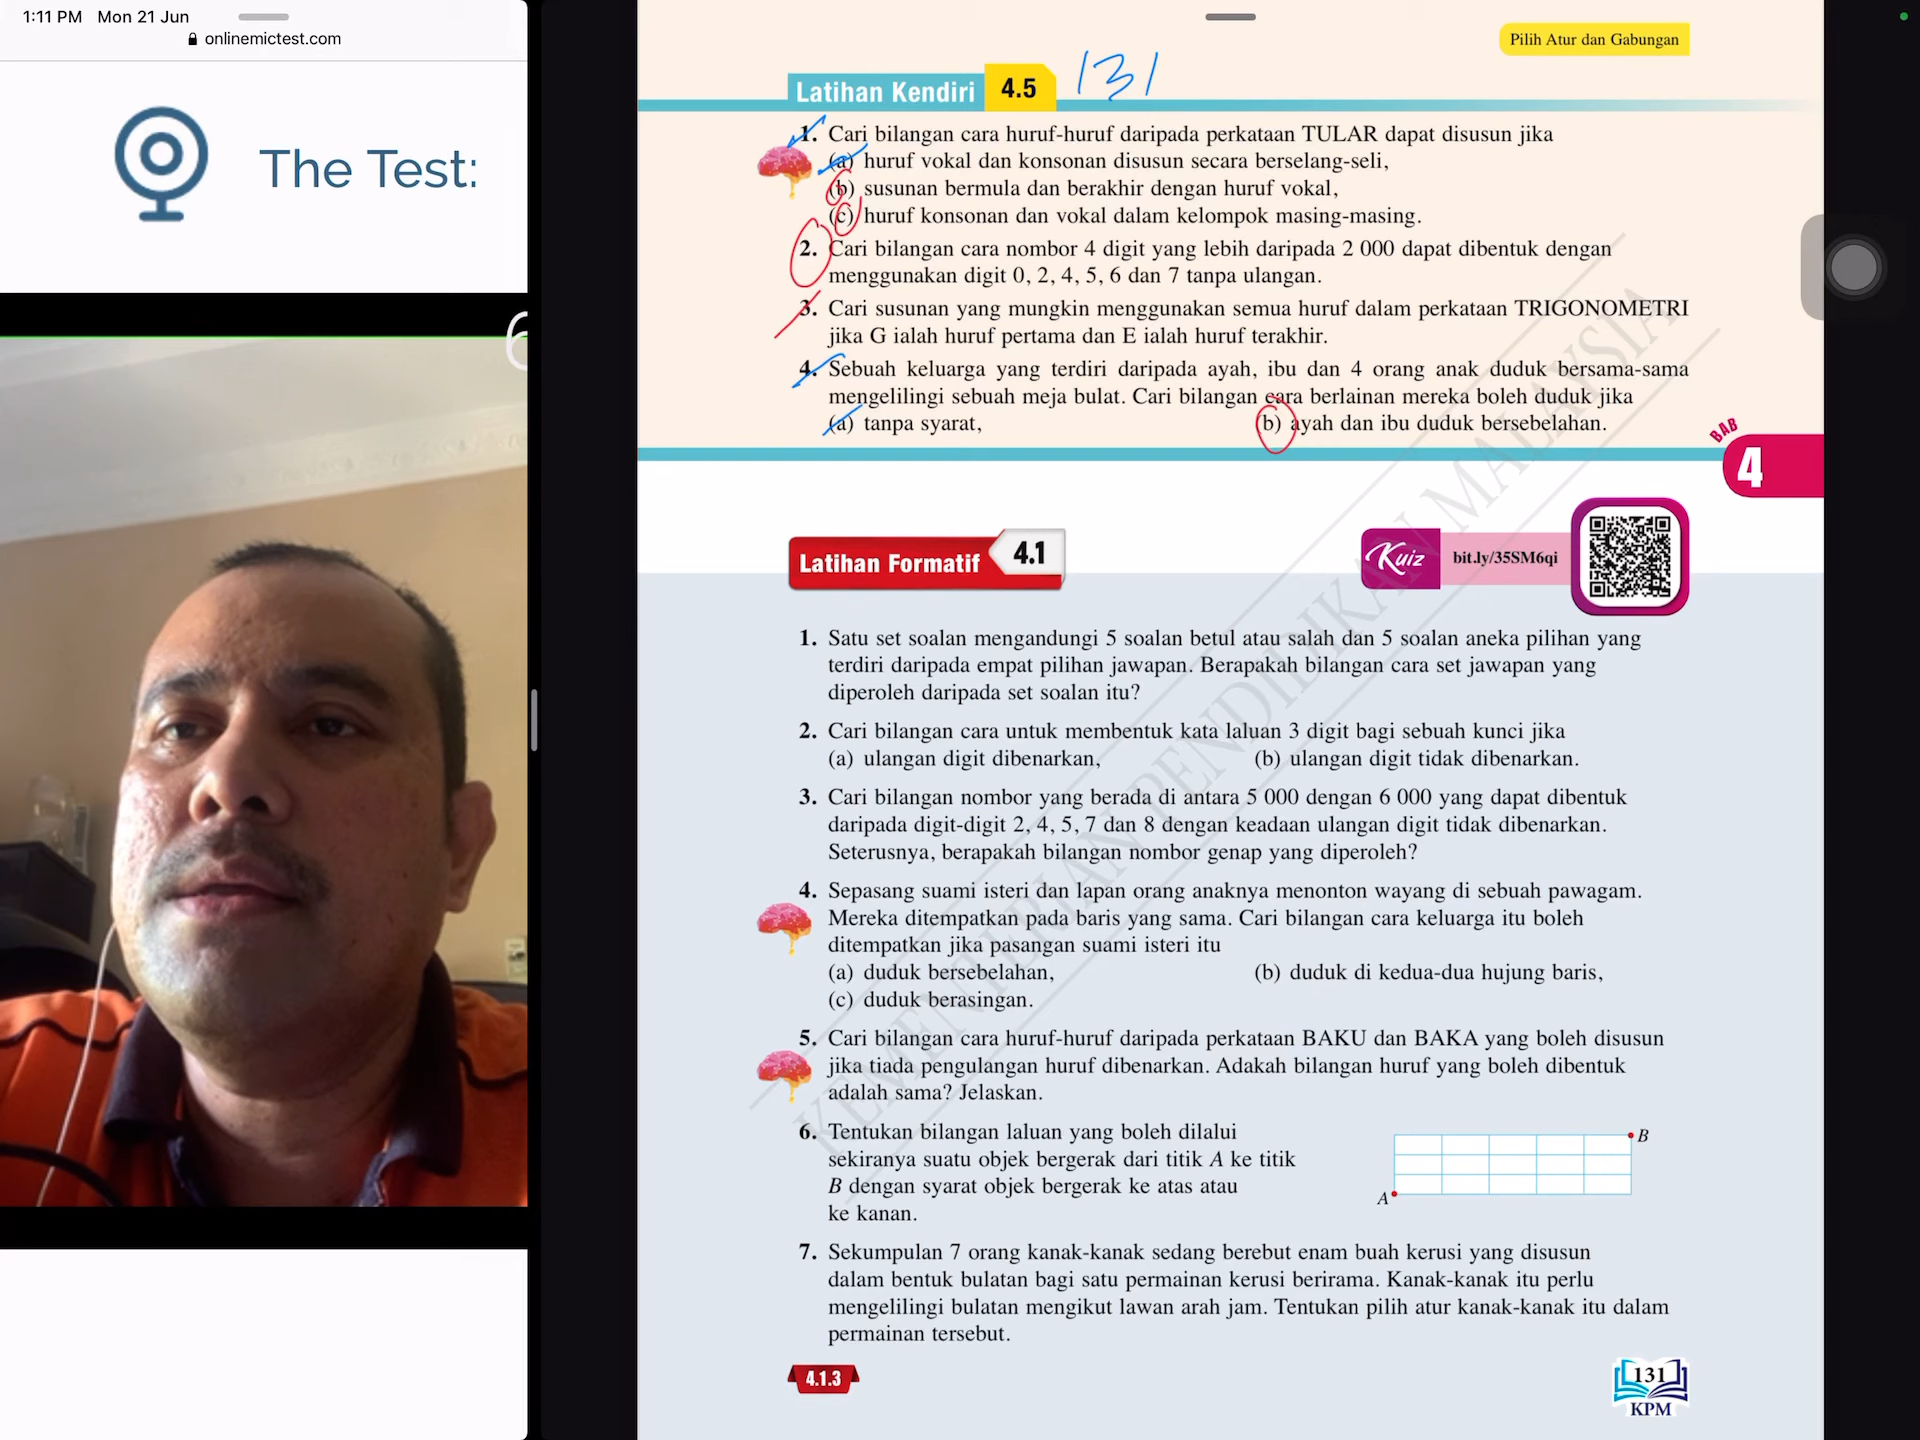 1:11 PM Mon 21 Jun
onlinemictest.com
The Test:
6
Pilih Atur dan Gabungan
Latihan Kendiri 4.5 131
1. Cari bilangan cara huruf-huruf daripada perkataan TULAR dapat disusun jika
(a) huruf vokal dan konsonan disusun secara berselang-seli,
(b) susunan bermula dan berakhir dengan huruf vokal,
(c) huruf konsonan dan vokal dalam kelompok masing-masing.
2. Cari bilangan cara nombor 4 digit yang lebih daripada 2 000 dapat dibentuk dengan
menggunakan digit 0, 2, 4, 5, 6 dan 7 tanpa ulangan.
3. Cari susunan yang mungkin menggunakan semua huruf dalam perkataan TRIGONOMETRI
jika G ialah huruf pertama dan E ialah huruf terakhir.
4. Sebuah keluarga yang terdiri daripada ayah, ibu dan 4 orang anak duduk bersama-sama
mengelilingi sebuah meja bulat. Cari bilangan cara berlainan mereka boleh duduk jika
(a) tanpa syarat, (b) ayah dan ibu duduk bersebelahan.
BAB
4
Latihan Formatif 4.1
Kuiz bit.ly/35SM6qi
1. Satu set soalan mengandungi 5 soalan betul atau salah dan 5 soalan aneka pilihan yang
terdiri daripada empat pilihan jawapan. Berapakah bilangan cara set jawapan yang
diperoleh daripada set soalan itu?
2. Cari bilangan cara untuk membentuk kata laluan 3 digit bagi sebuah kunci jika
(a) ulangan digit dibenarkan, (b) ulangan digit tidak dibenarkan.
3. Cari bilangan nombor yang berada di antara 5 000 dengan 6 000 yang dapat dibentuk
daripada digit-digit 2, 4, 5, 7 dan 8 dengan keadaan ulangan digit tidak dibenarkan.
Seterusnya, berapakah bilangan nombor genap yang diperoleh?
4. Sepasang suami isteri dan lapan orang anaknya menonton wayang di sebuah pawagam.
Mereka ditempatkan pada baris yang sama. Cari bilangan cara keluarga itu boleh
ditempatkan jika pasangan suami isteri itu
(a) duduk bersebelahan, (b) duduk di kedua-dua hujung baris,
(c) duduk berasingan.
5. Cari bilangan cara huruf-huruf daripada perkataan BAKU dan BAKA yang boleh disusun
jika tiada pengulangan huruf dibenarkan. Adakah bilangan huruf yang boleh dibentuk
adalah sama? Jelaskan.
6. Tentukan bilangan laluan yang boleh dilalui
sekiranya suatu objek bergerak dari titik A ke titik
B dengan syarat objek bergerak ke atas atau
ke kanan.
B
A
7. Sekumpulan 7 orang kanak-kanak sedang berebut enam buah kerusi yang disusun
dalam bentuk bulatan bagi satu permainan kerusi berirama. Kanak-kanak itu perlu
mengelilingi bulatan mengikut lawan arah jam. Tentukan pilih atur kanak-kanak itu dalam
permainan tersebut.
4.1.3
131
KPM
KEMENTERIAN PENDIDIKAN MALAYSIA